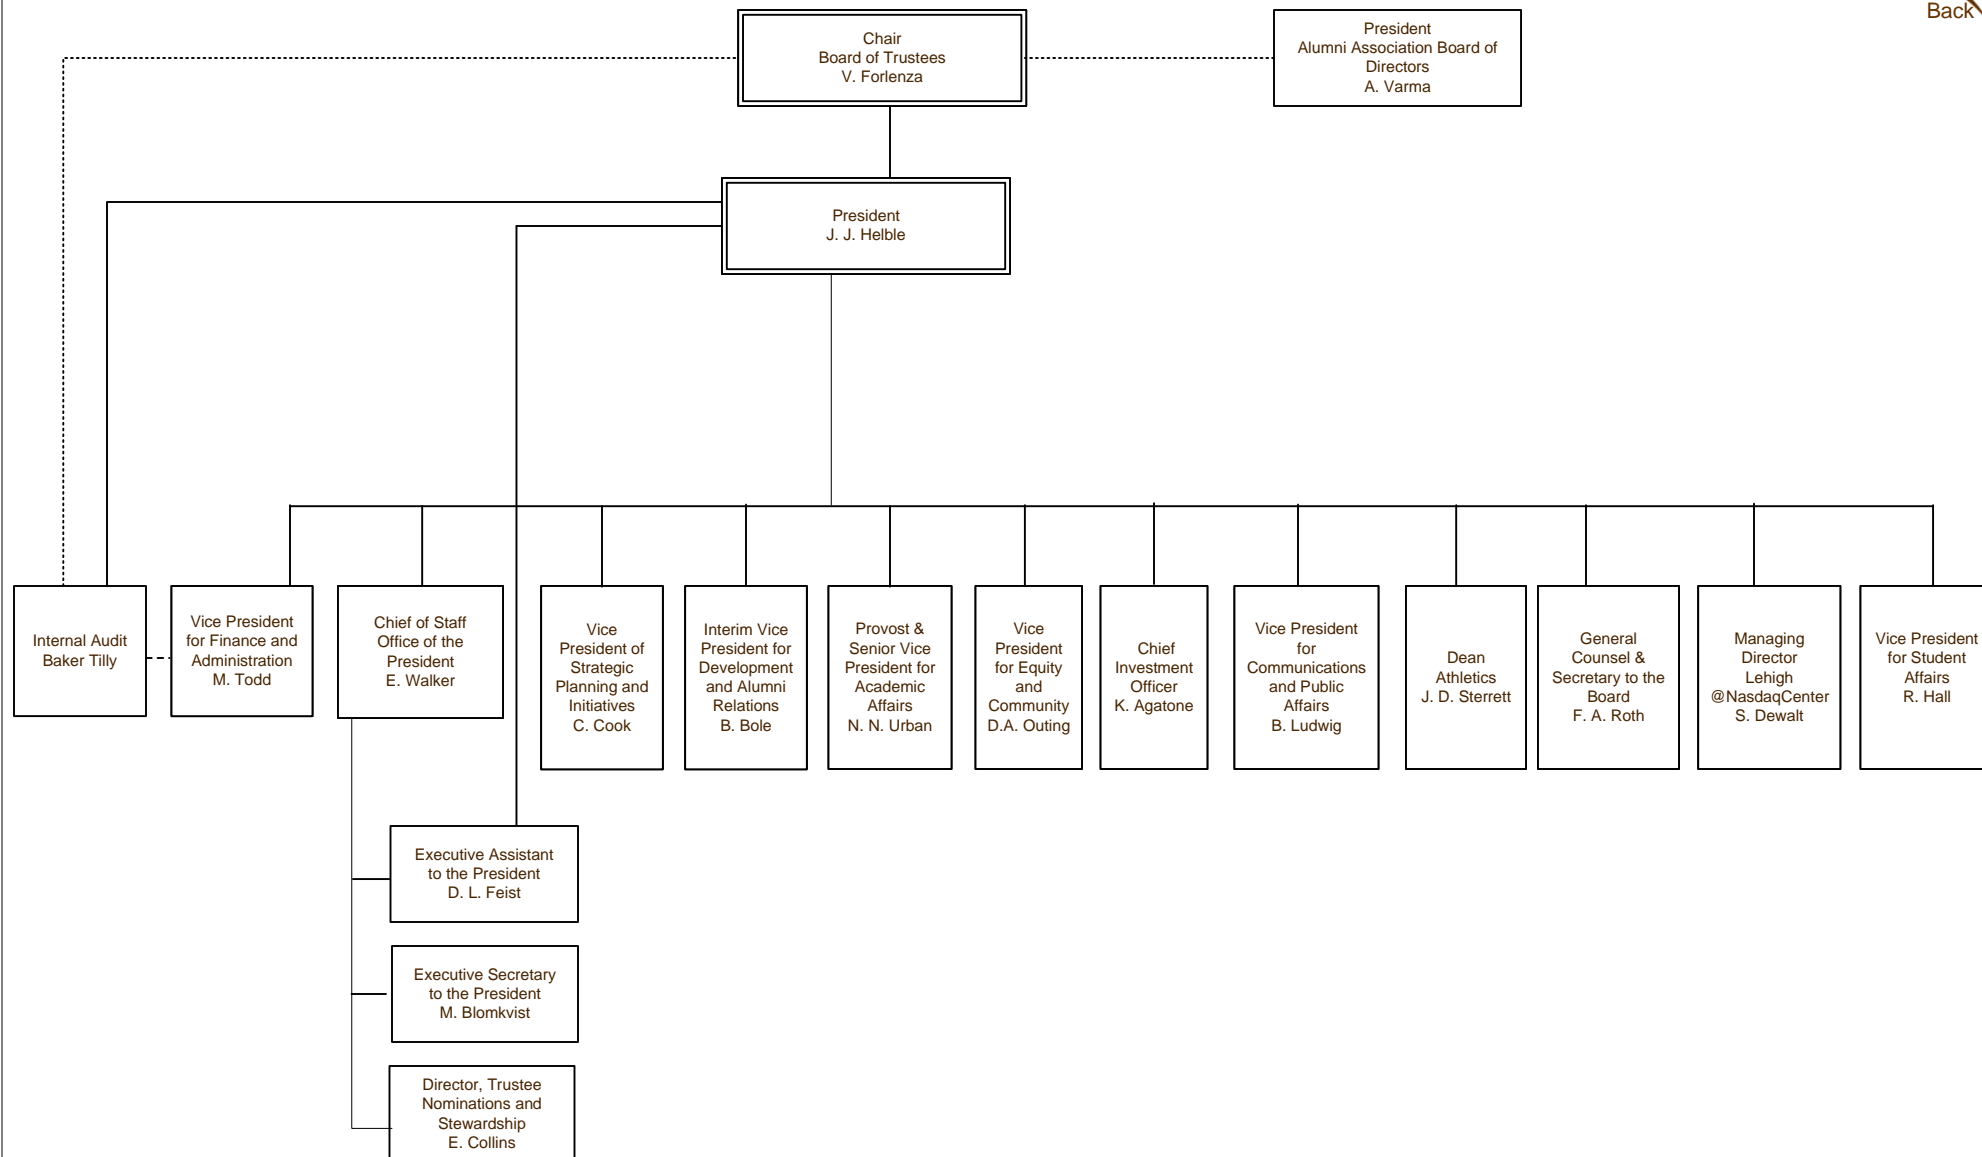 Back
Chair
Board of Trustees
V. Forlenza
President
Alumni Association Board of
Directors
A. Varma
President
J. J. Helble
Internal Audit
Baker Tilly
Vice President
for Finance and
Administration
M. Todd
Chief of Staff
Office of the
President
E. Walker
Vice
President of
Strategic
Planning and
Initiatives
C. Cook
Interim Vice
President for
Development
and Alumni
Relations
B. Bole
Provost &
Senior Vice
President for
Academic
Affairs
N. N. Urban
Vice
President
for Equity
and
Community
D.A. Outing
Chief
Investment
Officer
K. Agatone
Vice President
for
Communications
and Public
Affairs
B. Ludwig
Dean
Athletics
J. D. Sterrett
General
Counsel &
Secretary to the
Board
F. A. Roth
Managing
Director
Lehigh
@NasdaqCenter
S. Dewalt
Vice President
for Student
Affairs
R. Hall
Executive Assistant
to the President
D. L. Feist
Executive Secretary
to the President
M. Blomkvist
Director, Trustee
Nominations and
Stewardship
E. Collins